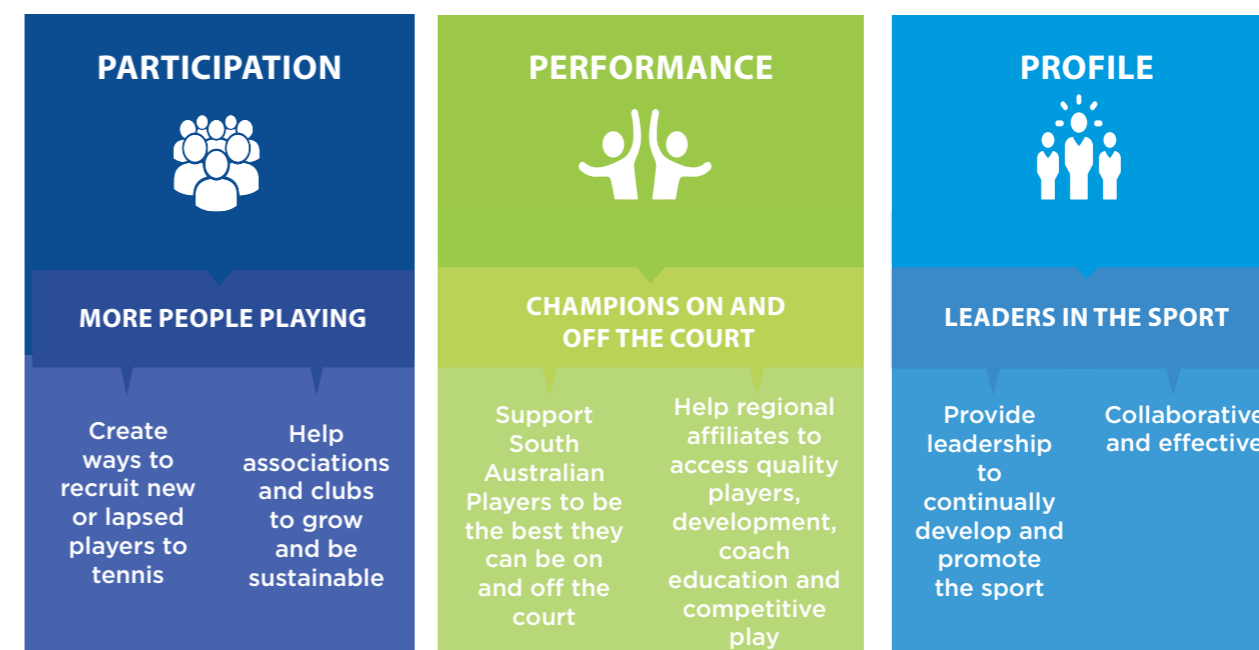 PARTICIPATION
MORE PEOPLE PLAYING
Create
ways to
recruit new
or lapsed
players to
tennis
Help
associations
and clubs
to grow
and be
sustainable
PERFORMANCE
CHAMPIONS ON AND
OFF THE COURT
Support
South
Australian
Players to be
the best they
can be on
and off the
court
Help regional
affiliates to
access quality
players,
development,
coach
education and
competitive
play
PROFILE
LEADERS IN THE SPORT
Provide
leadership
to
continually
develop and
promote
the sport
Collaborative
and effective